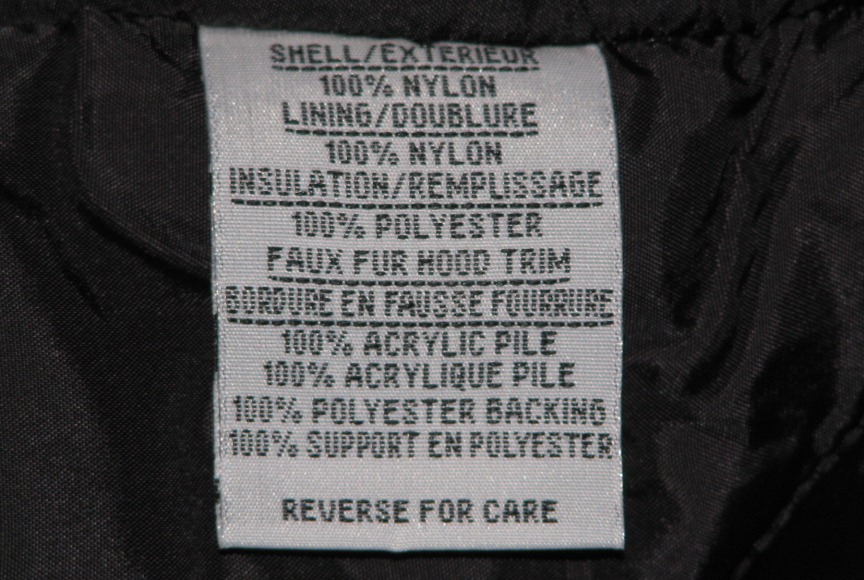 SHELL/EXTERIEUR
100% NYLON
LINING/DOUBLURE
100% NYLON
INSULATION/REMPLISSAGE
100% POLYESTER
FAUX FUR HOOD TRIM
BORDURE EN FAUSSE FOURRURE
100% ACRYLIC PILE
100% ACRYLIQUE PILE
100% POLYESTER BACKING
100% SUPPORT EN POLYESTER
REVERSE FOR CARE